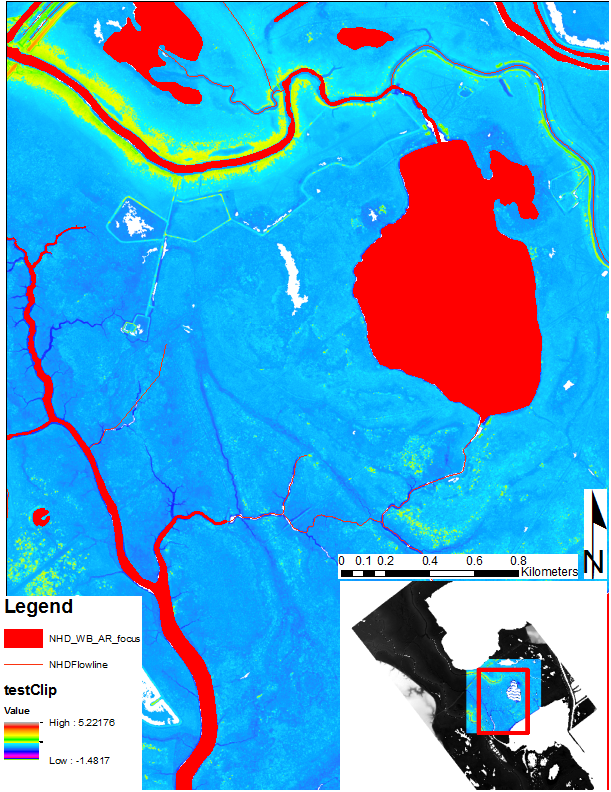 0 0.1 0.2 0.4 0.6 0.8
Kilometers
N
Legend
NHD_WB_AR_focus
NHDFlowline
testClip
Value
High : 5.22176
Low : -1.4817